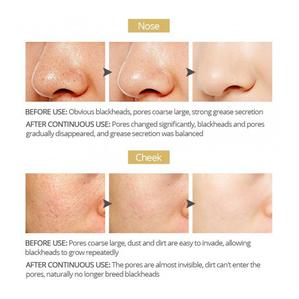 Nose
BEFORE USE: Obvious blackheads, pores coarse large, strong grease secretion
AFTER CONTINUOUS USE: Pores changed significantly, blackheads and pores
gradually disappeared, and grease secretion was balanced
Cheek
BEFORE USE: Pores coarse large, dust and dirt are easy to invade, allowing
blackheads to grow repeatedly
AFTER CONTINUOUS USE: The pores are almost invisible, dirt can't enter the
pores, naturally no longer breed blackheads